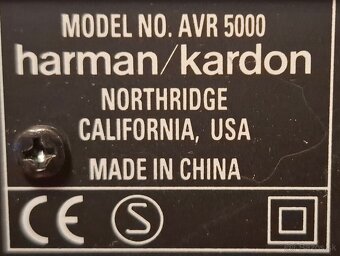 MODEL NO. AVR 5000
harman/kardon
NORTHRIDGE
CALIFORNIA, USA
MADE IN CHINA
CE S